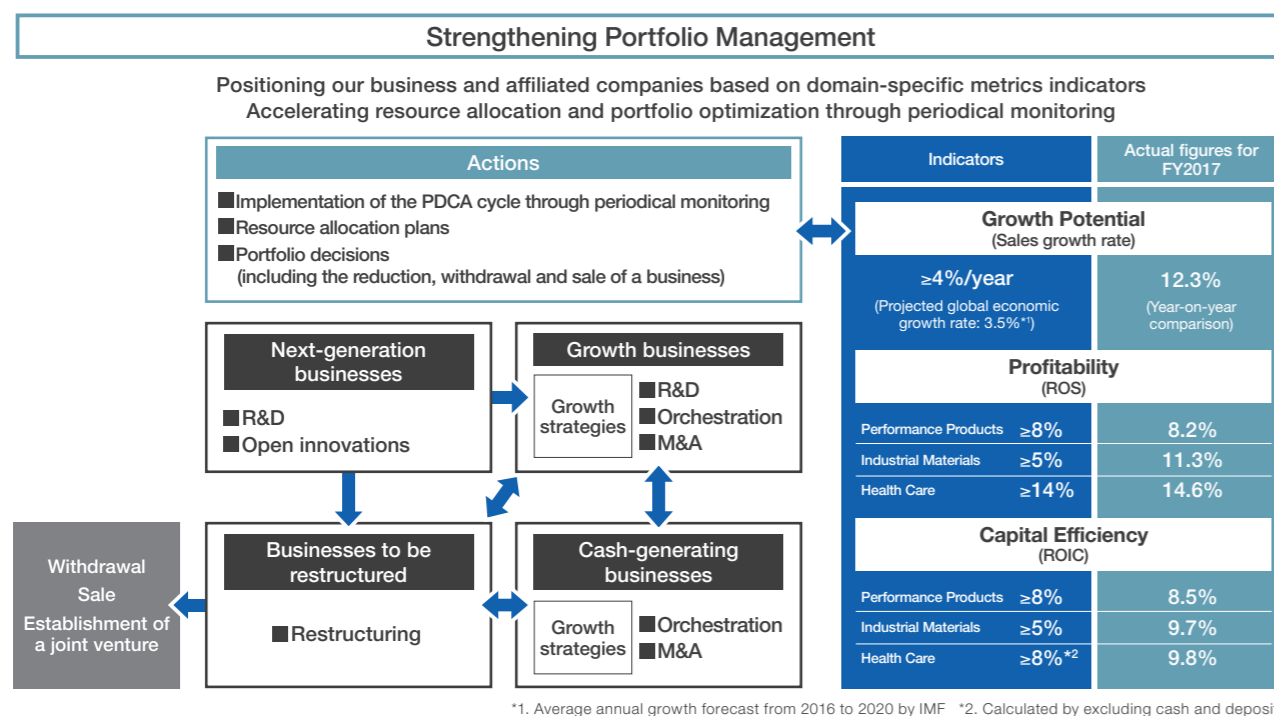 Strengthening Portfolio Management
Positioning our business and affiliated companies based on domain-specific metrics indicators
Accelerating resource allocation and portfolio optimization through periodical monitoring
Actions
■Implementation of the PDCA cycle through periodical monitoring
■Resource allocation plans
■Portfolio decisions
(including the reduction, withdrawal and sale of a business)
Next-generation
businesses
■R&D
■Open innovations
Growth businesses
Growth
strategies
■R&D
■Orchestration
■M&A
Withdrawal
Sale
Establishment of
a joint venture
Businesses to be
restructured
■Restructuring
Cash-generating
businesses
Growth
strategies
■Orchestration
■M&A
Indicators
Actual figures for
FY2017
Growth Potential
(Sales growth rate)
≥4%/year
(Projected global economic
growth rate: 3.5%*1)
12.3%
(Year-on-year
comparison)
Profitability
(ROS)
Performance Products ≥8% 8.2%
Industrial Materials ≥5% 11.3%
Health Care ≥14% 14.6%
Capital Efficiency
(ROIC)
Performance Products ≥8% 8.5%
Industrial Materials ≥5% 9.7%
Health Care ≥8%*2 9.8%
*1. Average annual growth forecast from 2016 to 2020 by IMF *2. Calculated by excluding cash and